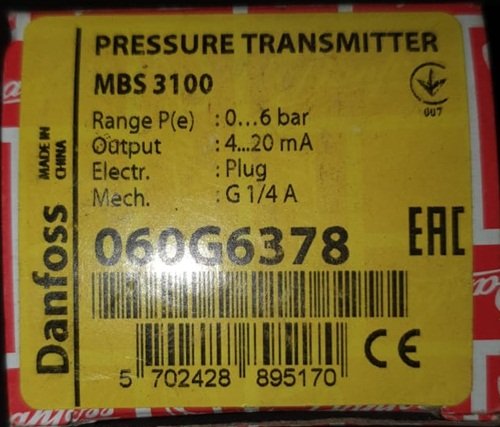 PRESSURE TRANSMITTER
MBS 3100
Range P(e) : 0...6 bar
Output : 4...20 mA
Electr. : Plug
Mech. : G 1/4 A
007
MADE IN
CHINA
Danfoss
060G6378
EAC
CE
5 702428 895170